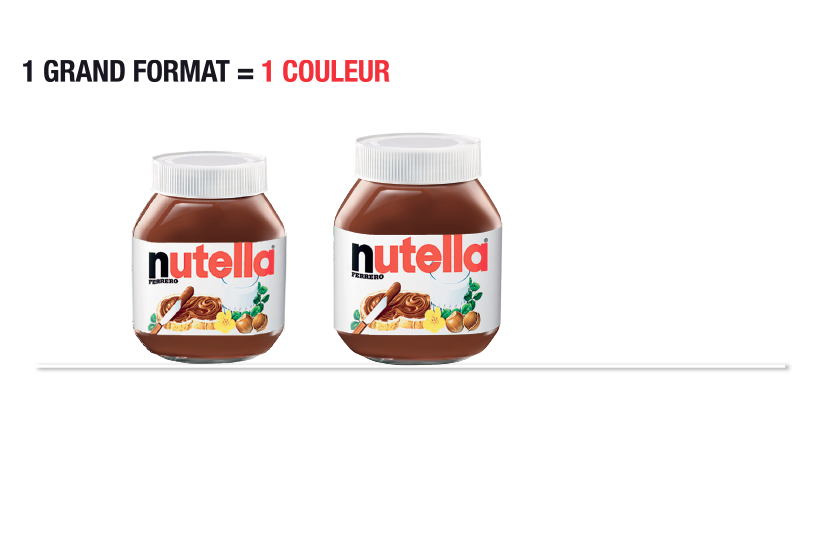 1 GRAND FORMAT = 1 COULEUR
nutella
FERRERO
nutella®
FERRERO